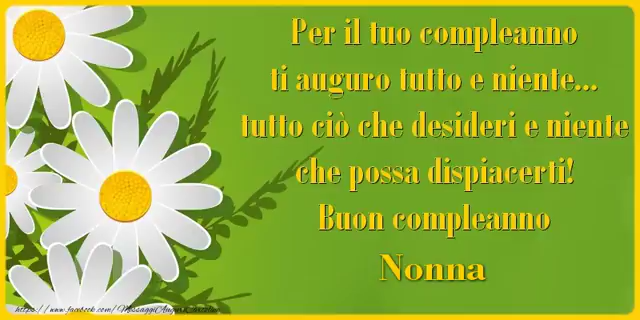 Per il tuo compleanno
ti auguro tutto e niente...
tutto ciò che desideri e niente
che possa dispiacerti!
Buon compleanno
Nonna